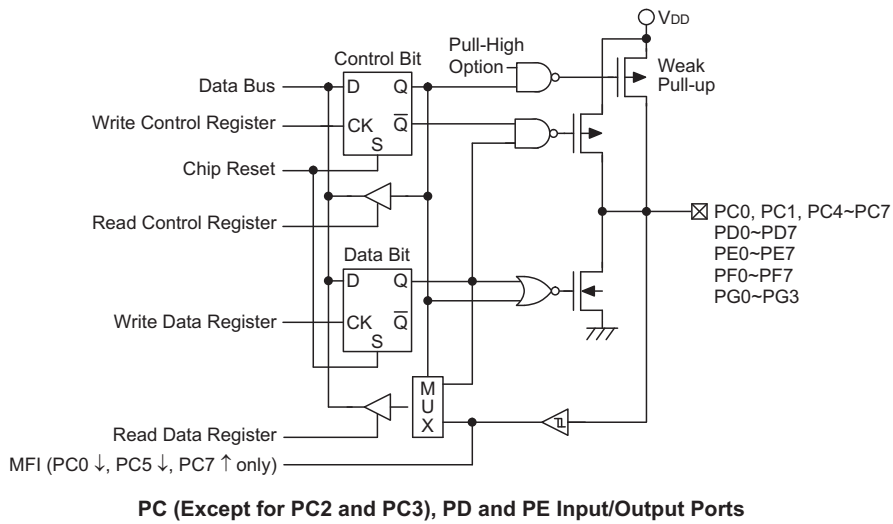 VDD
Control Bit
Pull-High
Option
Weak
Pull-up
Data Bus
D
Q
Write Control Register
CK
Q
S
Chip Reset
Read Control Register
PC0, PC1, PC4~PC7
PD0~PD7
PE0~PE7
PF0~PF7
PG0~PG3
Data Bit
D
Q
Write Data Register
CK
Q
S
M
U
X
Read Data Register
MFI (PC0 ↓, PC5 ↓, PC7 ↑ only)
PC (Except for PC2 and PC3), PD and PE Input/Output Ports